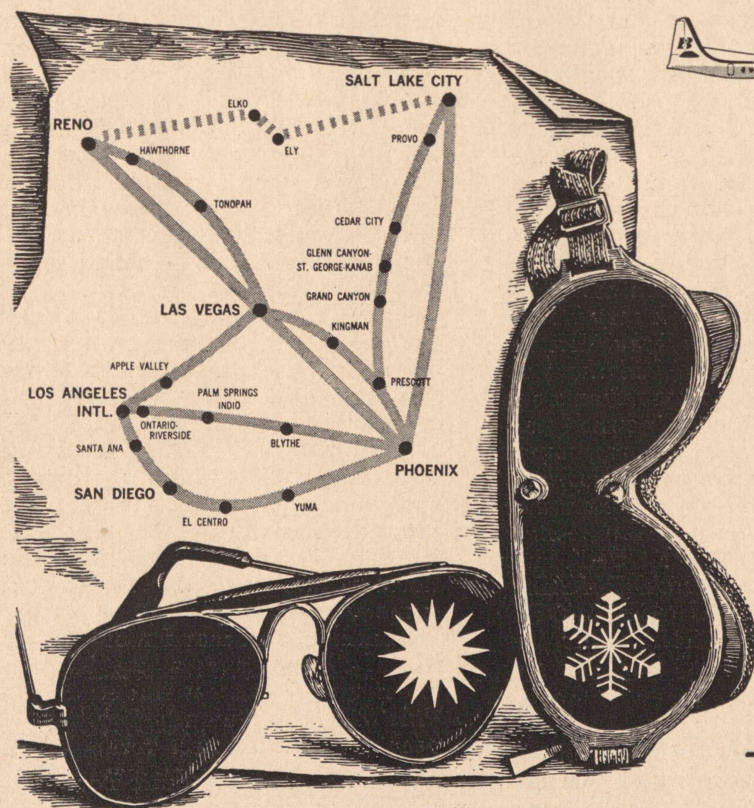 SALT LAKE CITY
ELKO
RENO
ELY
PROVO
HAWTHORNE
TONOPAH
CEDAR CITY
GLENN CANYON-
ST. GEORGE-KANAB
GRAND CANYON
LAS VEGAS
KINGMAN
APPLE VALLEY
PRESCOTT
LOS ANGELES
INTL.
PALM SPRINGS
INDIO
ONTARIO-
RIVERSIDE
BLYTHE
SANTA ANA
PHOENIX
SAN DIEGO
YUMA
EL CENTRO